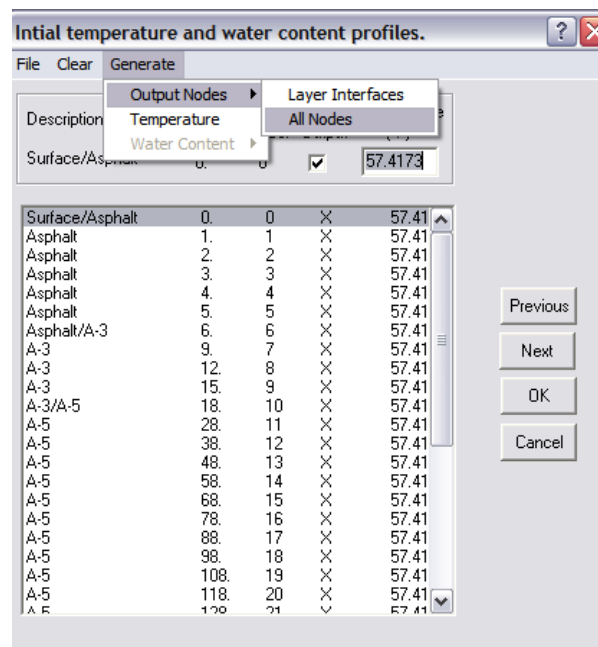 Intial temperature and water content profiles.
File Clear Generate
Output Nodes Layer Interfaces
Description Temperature All Nodes
Water Content
Surface/Asphalt 0. 0 57.4173
Surface/Asphalt 0. 0 X 57.41
Asphalt 1. 1 X 57.41
Asphalt 2. 2 X 57.41
Asphalt 3. 3 X 57.41
Asphalt 4. 4 X 57.41
Asphalt 5. 5 X 57.41
Asphalt/A-3 6. 6 X 57.41
A-3 9. 7 X 57.41
A-3 12. 8 X 57.41
A-3 15. 9 X 57.41
A-3/A-5 18. 10 X 57.41
A-5 28. 11 X 57.41
A-5 38. 12 X 57.41
A-5 48. 13 X 57.41
A-5 58. 14 X 57.41
A-5 68. 15 X 57.41
A-5 78. 16 X 57.41
A-5 88. 17 X 57.41
A-5 98. 18 X 57.41
A-5 108. 19 X 57.41
A-5 118. 20 X 57.41
A-5 128 21 X 57.41
Previous
Next
OK
Cancel